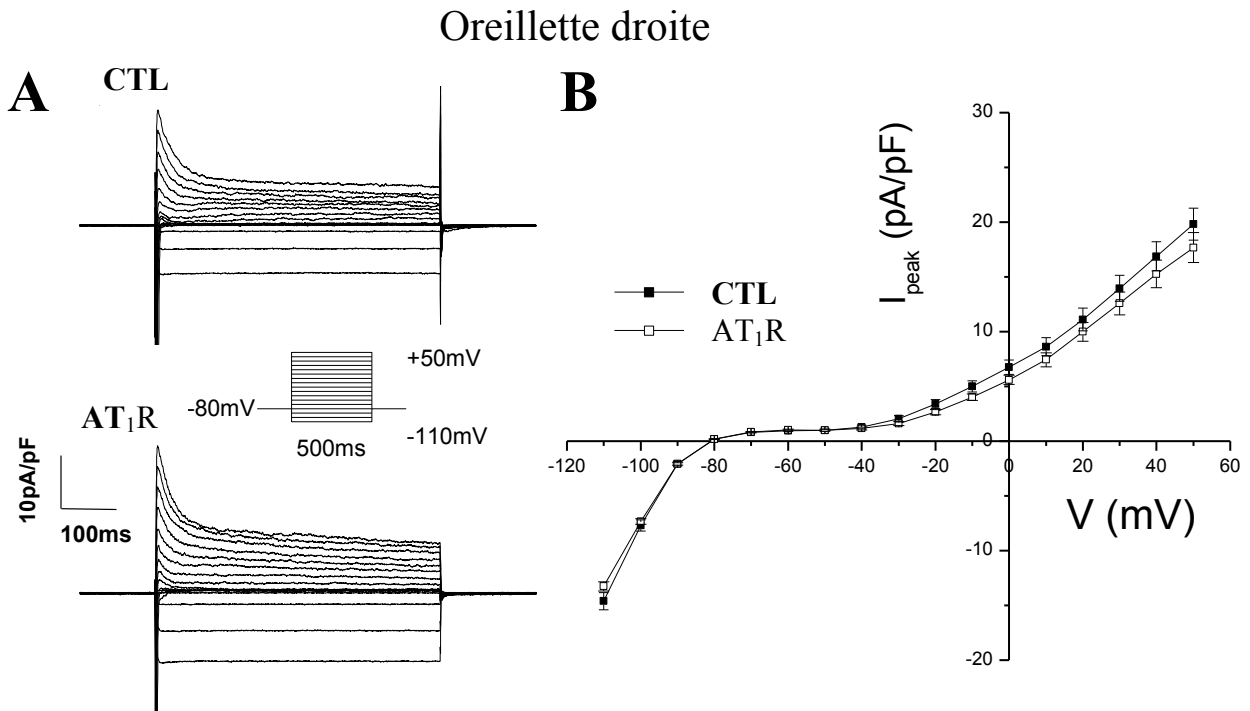 Oreillette droite
A
CTL
+50mV
-80mV
-110mV
500ms
AT₁R
10pA/pF
100ms
B
I_peak (pA/pF)
30
20
10
0
-10
-20
-120 -100 -80 -60 -40 -20 0 20 40 60
V (mV)
CTL
AT₁R